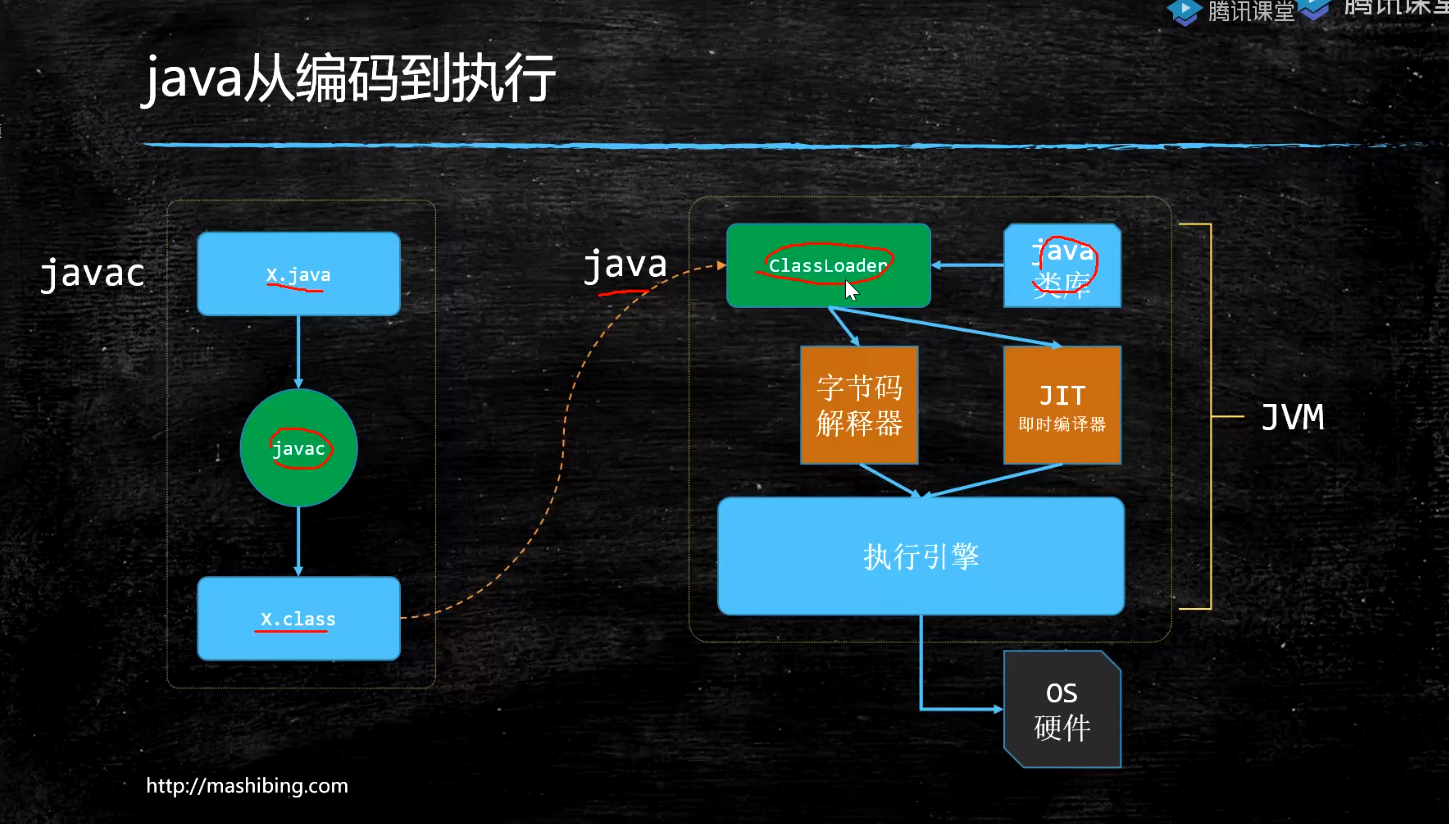 腾讯课堂
腾讯课堂
java从编码到执行
javac
X.java
javac
X.class
java
ClassLoader
java
类库
字节码
解释器
JIT
即时编译器
JVM
执行引擎
OS
硬件
http://mashibing.com